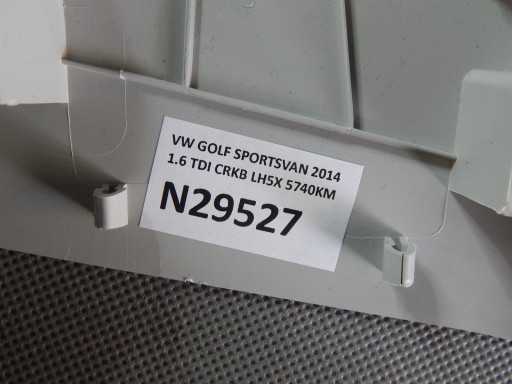 VW GOLF SPORTSVAN 2014
1.6 TDI CRKB LH5X 5740KM
N29527